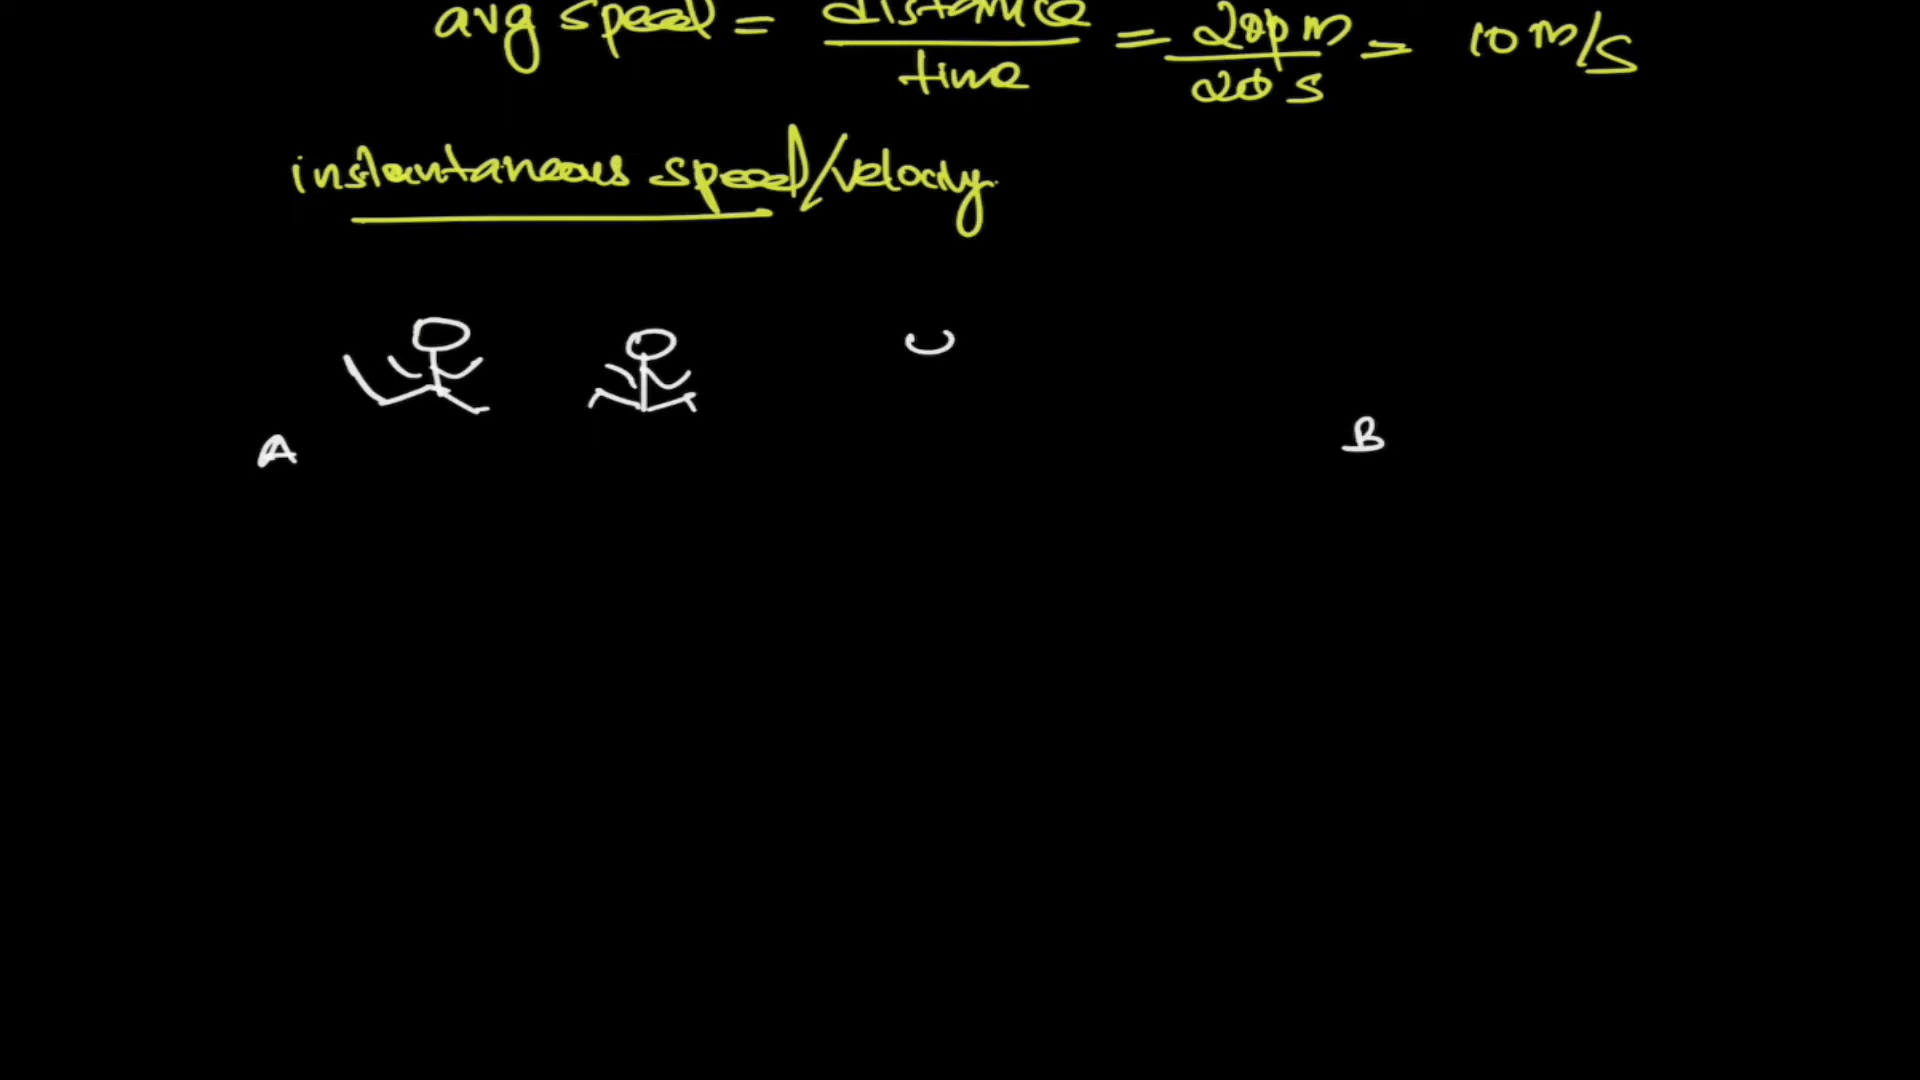 avg speed = distance / time = 200 m / 20 s = 10 m/s
instantaneous speed/velocity
A B